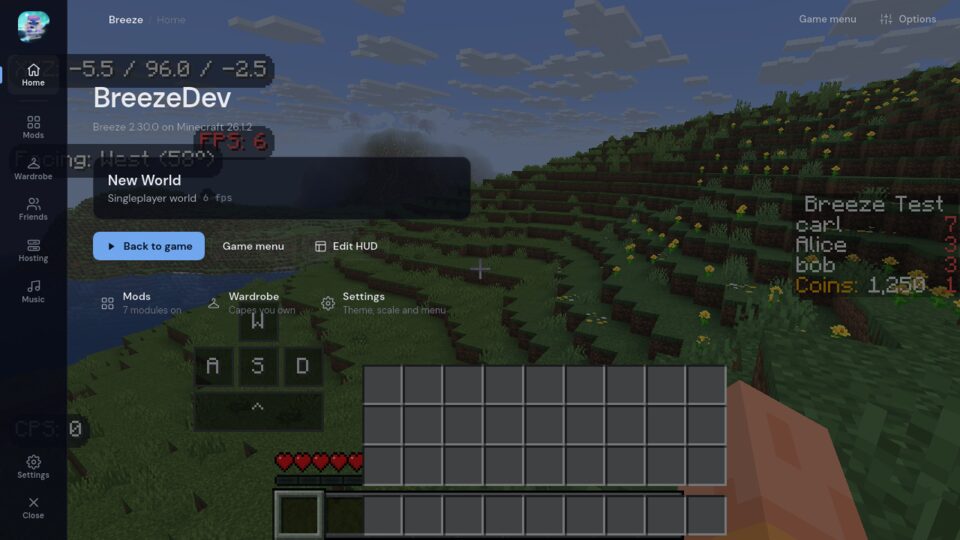 Breeze / Home
Game menu
Options
XYZ: -5.5 / 96.0 / -2.5
Home
BreezeDev
Breeze 2.30.0 on Minecraft 26.1.2
FPS: 6
Mods
Facing: West (58°)
Wardrobe
New World
Singleplayer world 6 fps
Friends
Breeze Test
carl 7
Alice 3
bob 3
Coins: 1,250 1
Back to game
Game menu
Edit HUD
Hosting
Music
Mods
7 modules on
Wardrobe
Capes you own
Settings
Theme, scale and menu
W
A S D
^
CPS: 0
Settings
Close